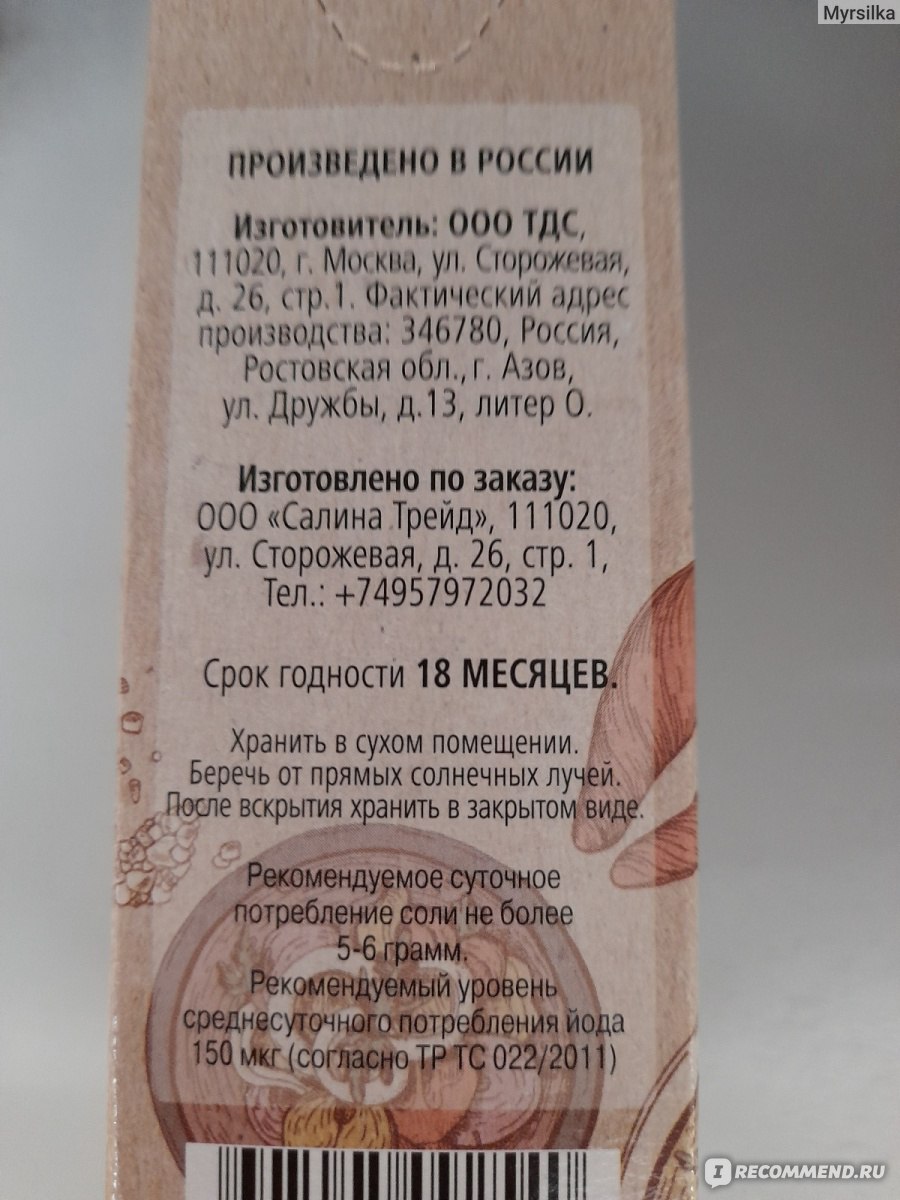 Myrsilka
ПРОИЗВЕДЕНО В РОССИИ
Изготовитель: ООО ТДС,
111020, г. Москва, ул. Сторожевая,
д. 26, стр.1. Фактический адрес
производства: 346780, Россия,
Ростовская обл., г. Азов,
ул. Дружбы, д.13, литер О.
Изготовлено по заказу:
ООО «Салина Трейд», 111020,
ул. Сторожевая, д. 26, стр. 1,
Тел.: +74957972032
Срок годности 18 МЕСЯЦЕВ.
Хранить в сухом помещении.
Беречь от прямых солнечных лучей.
После вскрытия хранить в закрытом виде.
Рекомендуемое суточное
потребление соли не более
5-6 грамм.
Рекомендуемый уровень
среднесуточного потребления йода
150 мкг (согласно ТР ТС 022/2011)
IRECOMMEND.RU